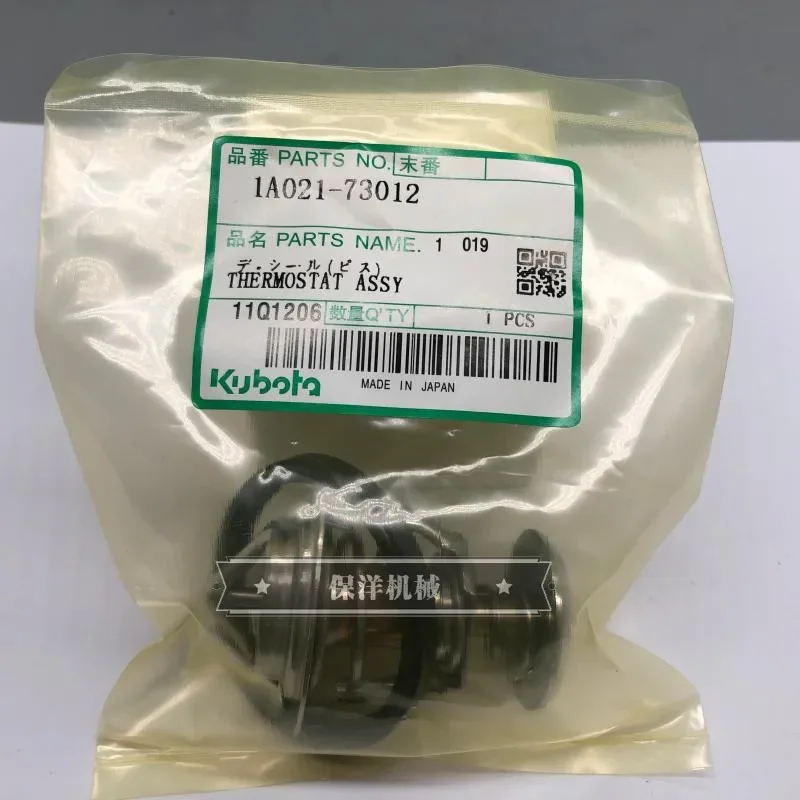 品番 PARTS NO. 末番
1A021-73012
品名 PARTS NAME. 1 019
デ.シール(ピス)
THERMOSTAT ASSY
11Q1206 数量Q'TY 1 PCS
Kubota MADE IN JAPAN
保洋机械